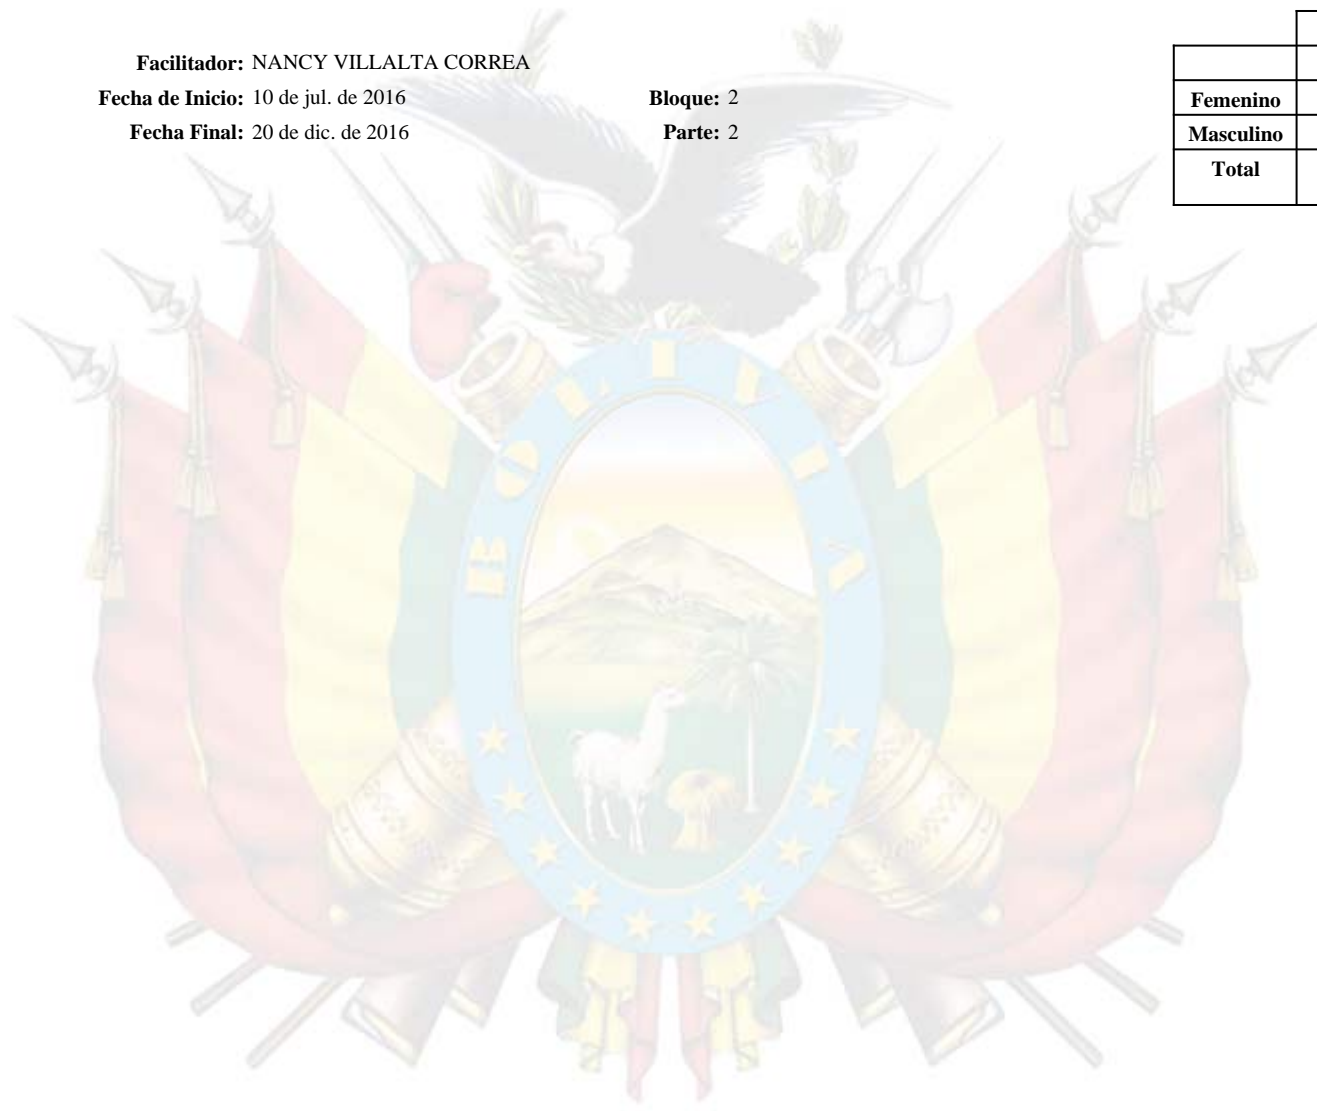 Facilitador: NANCY VILLALTA CORREA
Fecha de Inicio: 10 de jul. de 2016 Bloque: 2
Fecha Final: 20 de dic. de 2016 Parte: 2
Femenino
Masculino
Total
BOLIVIA